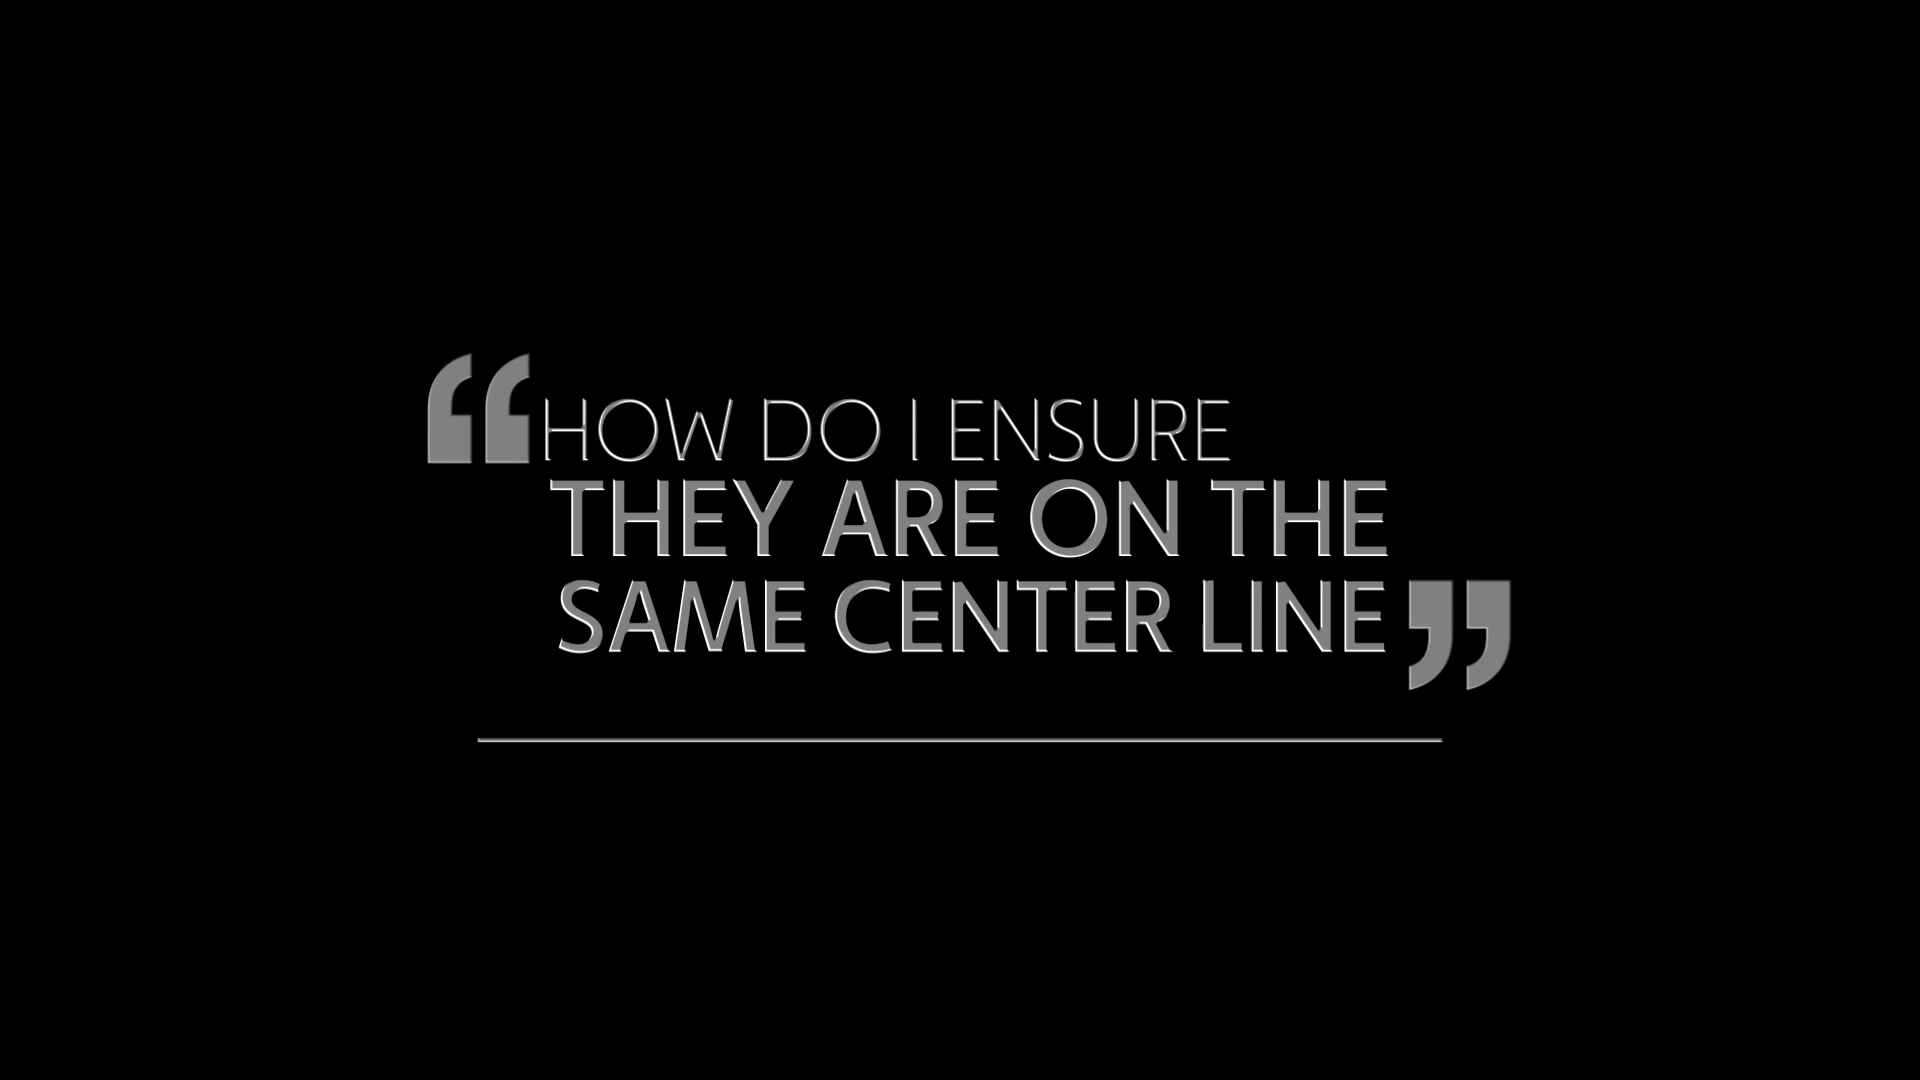 “HOW DO I ENSURE
THEY ARE ON THE
SAME CENTER LINE”